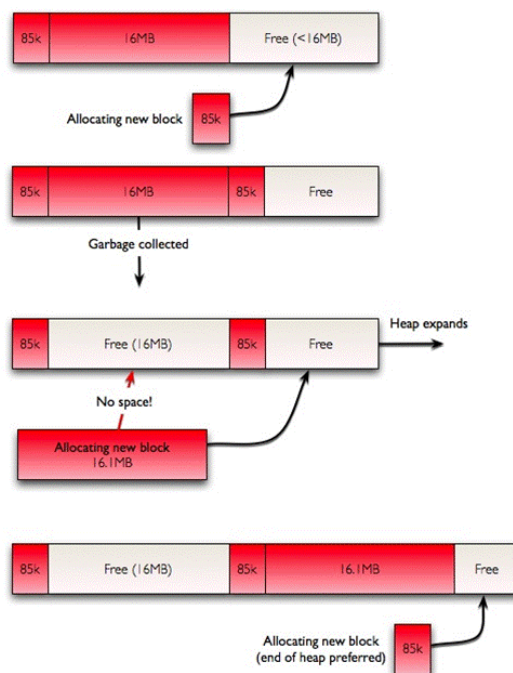 85k 16MB Free (<16MB)
Allocating new block 85k
85k 16MB 85k Free
Garbage collected
Heap expands
85k Free (16MB) 85k Free
No space!
Allocating new block
16.1MB
85k Free (16MB) 85k 16.1MB Free
Allocating new block
(end of heap preferred)
85k